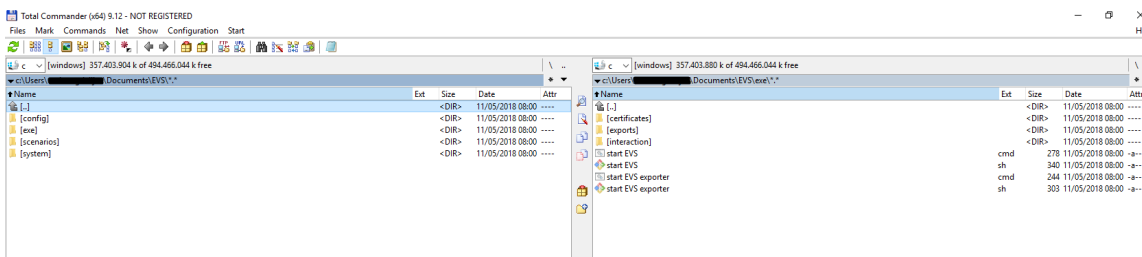 Total Commander (x64) 9.12 - NOT REGISTERED
Files Mark Commands Net Show Configuration Start H
c [windows] 357.403.904 k of 494.466.044 k free \ ..
c [windows] 357.403.880 k of 494.466.044 k free \
c:\Users\ .Documents\EVS\*.* * ▼
c:\Users\ .Documents\EVS\exe\*.* *
Name Ext Size Date Attr
[..] <DIR> 11/05/2018 08:00 ----
[config] <DIR> 11/05/2018 08:00 ----
[exe] <DIR> 11/05/2018 08:00 ----
[scenarios] <DIR> 11/05/2018 08:00 ----
[system] <DIR> 11/05/2018 08:00 ----
Name Ext Size Date Attr
[..] <DIR> 11/05/2018 08:00 ----
[certificates] <DIR> 11/05/2018 08:00 ----
[exports] <DIR> 11/05/2018 08:00 ----
[interaction] <DIR> 11/05/2018 08:00 ----
start EVS cmd 278 11/05/2018 08:00 -a--
start EVS sh 340 11/05/2018 08:00 -a--
start EVS exporter cmd 244 11/05/2018 08:00 -a--
start EVS exporter sh 303 11/05/2018 08:00 -a--